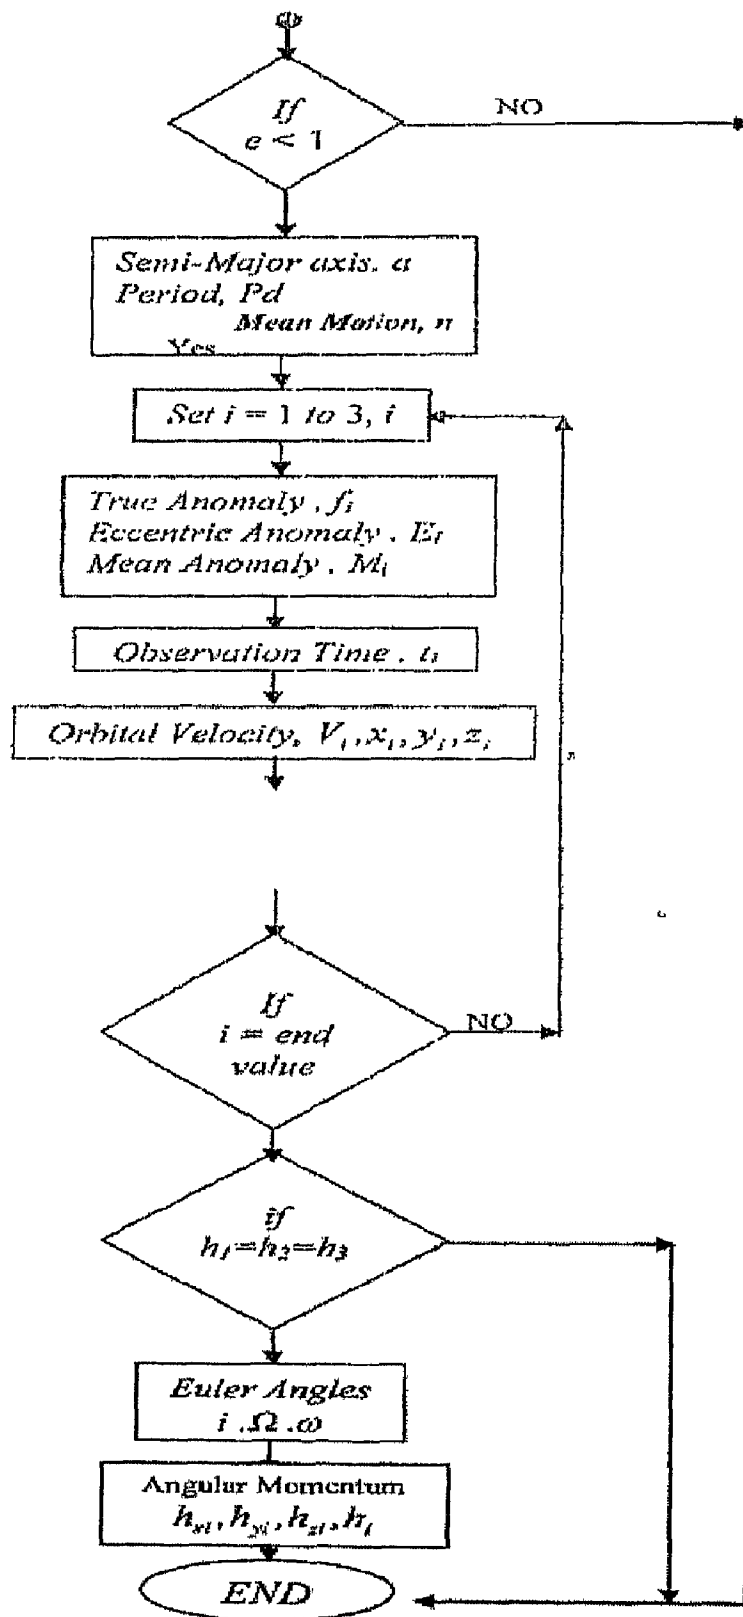 If
e < 1
NO
Semi-Major axis. a
Period, Pd
Mean Motion, n
Yes
Set i = 1 to 3, i
True Anomaly . fᵢ
Eccentric Anomaly . Eᵢ
Mean Anomaly . Mᵢ
Observation Time . tᵢ
Orbital Velocity, Vᵢ, xᵢ, yᵢ, zᵢ
If
i = end
value
NO
if
h₁=h₂=h₃
Euler Angles
i .Ω.ω
Angular Momentum
hₓᵢ, hyᵢ, hzᵢ, hᵢ
END